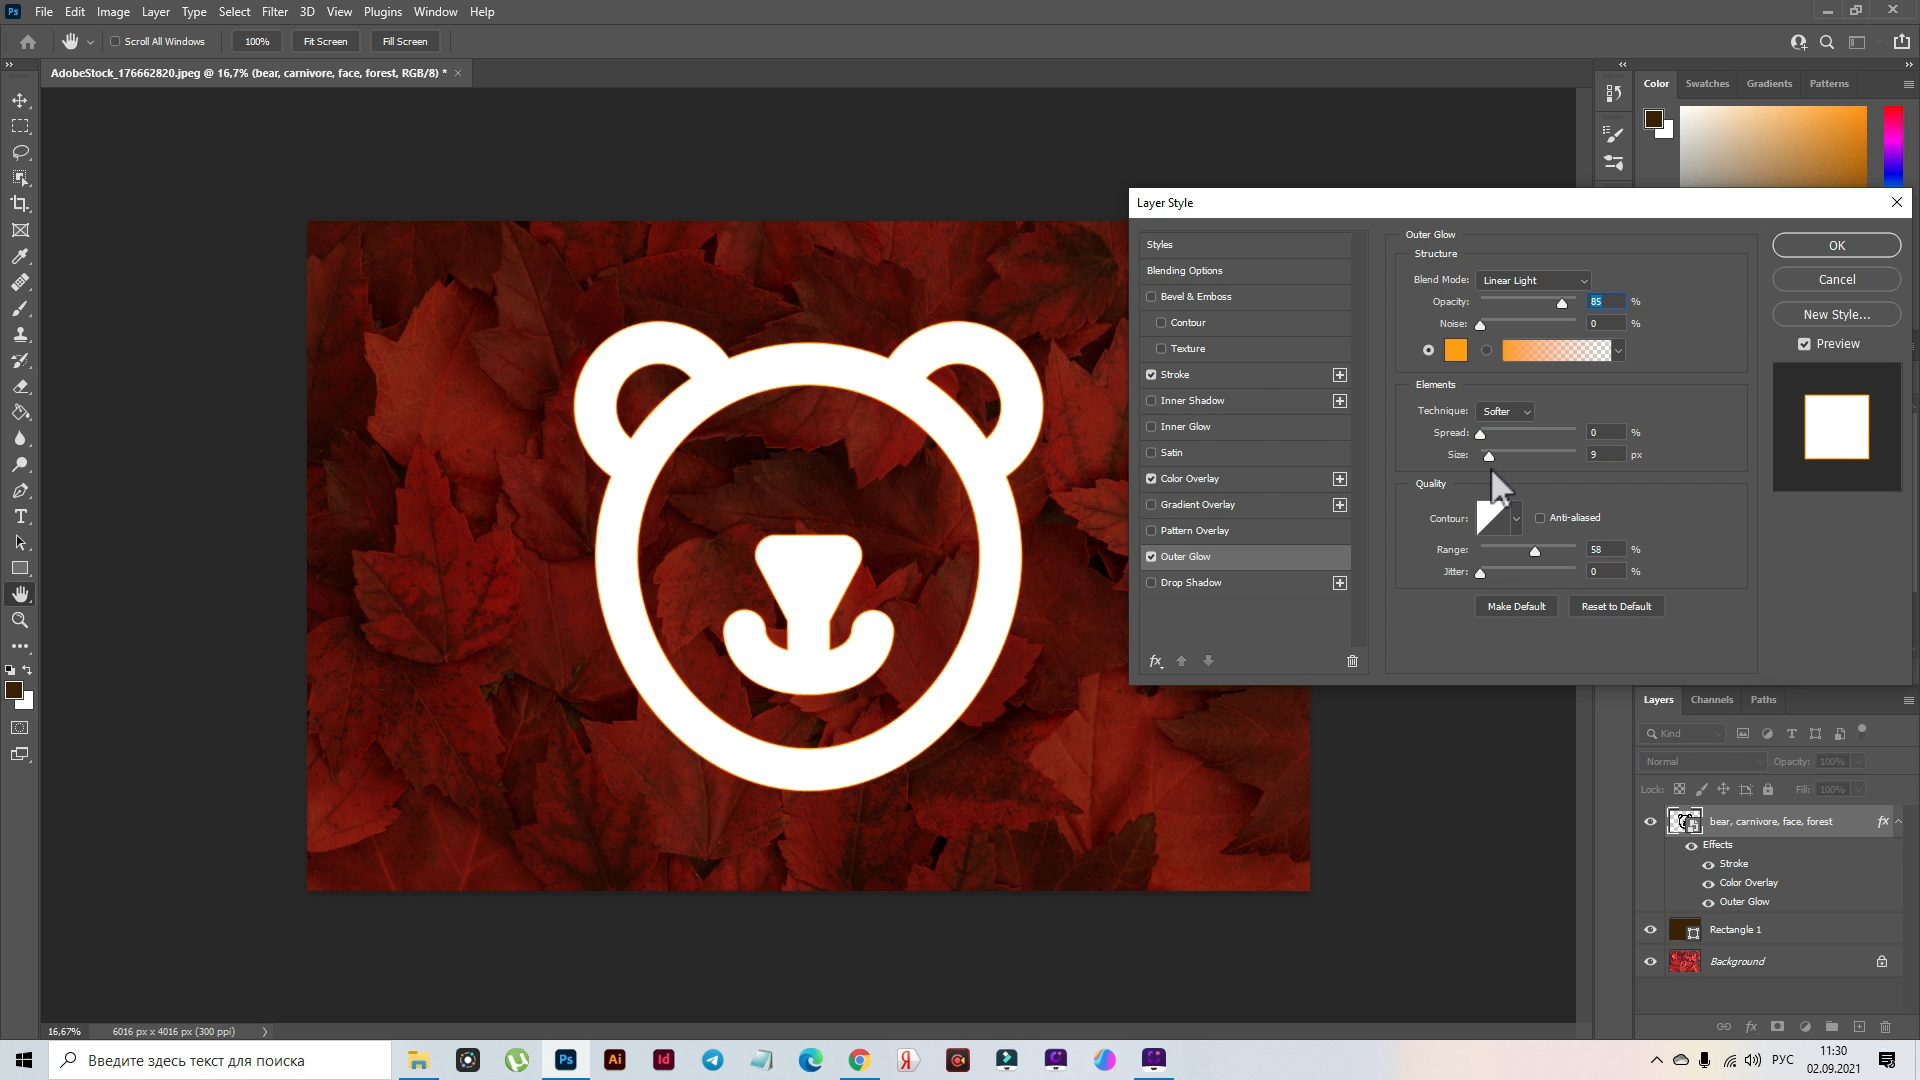 Ps File Edit Image Layer Type Select Filter 3D View Plugins Window Help
Scroll All Windows 100% Fit Screen Fill Screen
AdobeStock_176662820.jpeg @ 16,7% (bear, carnivore, face, forest, RGB/8) * ×
Color Swatches Gradients Patterns
Layer Style
Styles
Blending Options
Bevel & Emboss
Contour
Texture
Stroke
Inner Shadow
Inner Glow
Satin
Color Overlay
Gradient Overlay
Pattern Overlay
Outer Glow
Drop Shadow
fx
Outer Glow
Structure
Blend Mode: Linear Light
Opacity: 85 %
Noise: 0 %
Elements
Technique: Softer
Spread: 0 %
Size: 9 px
Quality
Contour: Anti-aliased
Range: 58 %
Jitter: 0 %
Make Default Reset to Default
OK
Cancel
New Style...
Preview
Layers Channels Paths
Kind
Normal Opacity: 100%
Lock: Fill: 100%
bear, carnivore, face, forest fx
Effects
Stroke
Color Overlay
Outer Glow
Rectangle 1
Background
fx
16,67% 6016 px x 4016 px (300 ppi)
Введите здесь текст для поиска
Ps Ai Id Я
РУС 11:30
02.09.2021